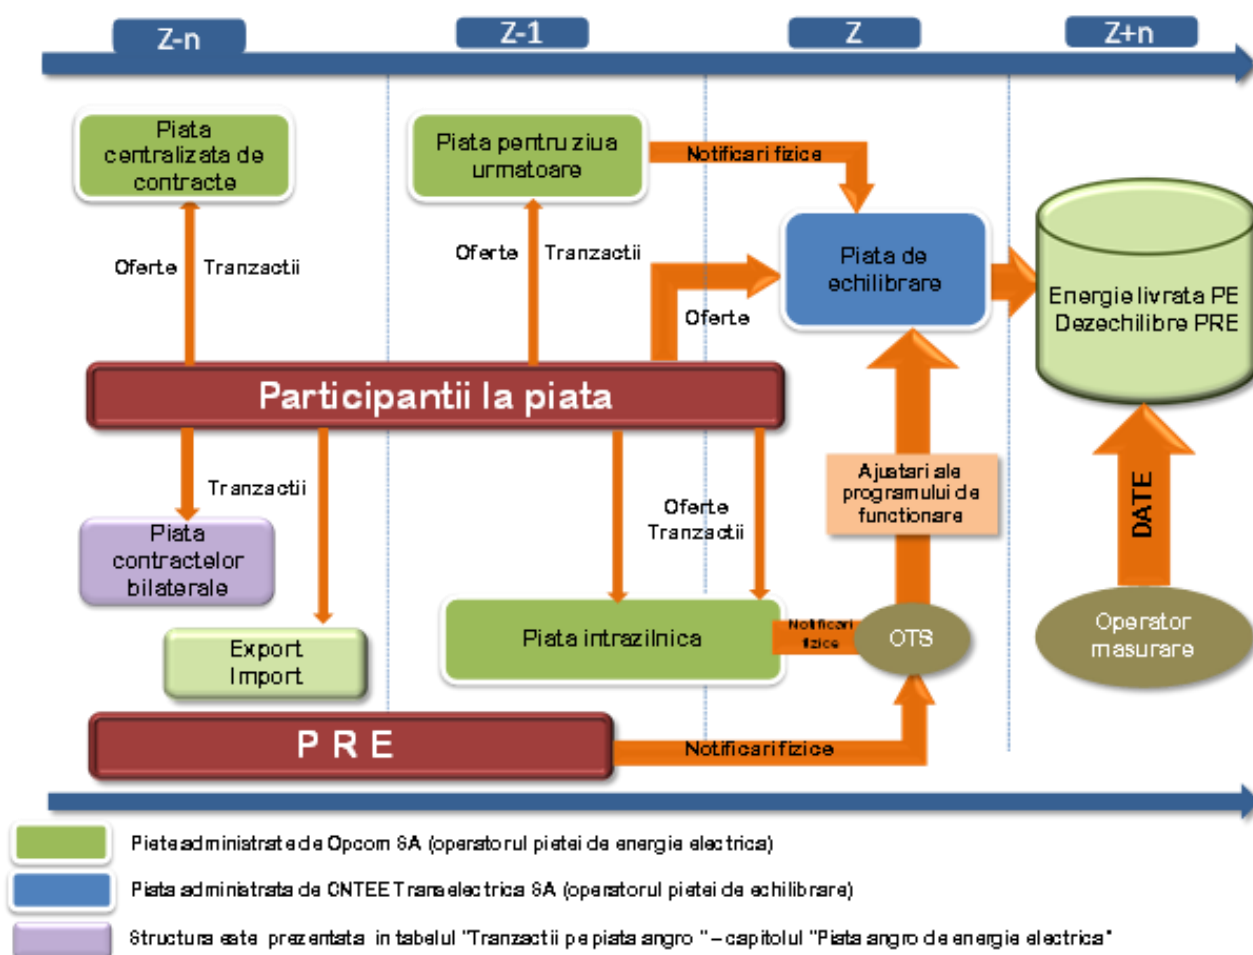 Z-n
Z-1
Z
Z+n
Piata
centralizata de
contracte
Piata pentru ziua
urmatoare
Notificari fizice
Oferte
Tranzactii
Oferte
Tranzactii
Piata de
echilibrare
Energie livrata PE
Dezechilibre PRE
Oferte
Participantii la piata
Tranzactii
Oferte
Tranzactii
Ajustari ale
programului de
functionare
DATE
Piata
contractelor
bilaterale
Export
Import
Piata intrazilnica
Notificari
fizice
OTS
Operator
masurare
P R E
Notificari fizice
Piete administrate de Opcom SA (operatorul pietei de energie electrica)
Piata administrata de CNTEE Transelectrica SA (operatorul pietei de echilibrare)
Structura este prezentata in tabelul "Tranzactii pe piata angro " – capitolul "Piata angro de energie electrica"